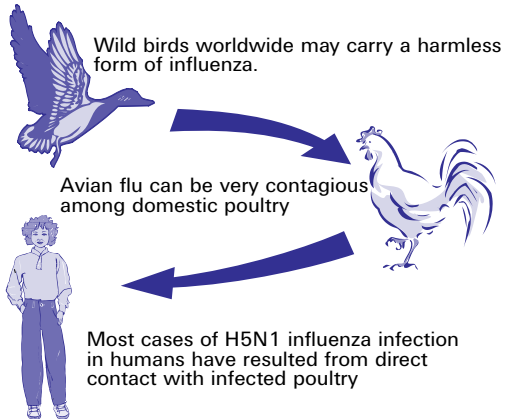 Wild birds worldwide may carry a harmless
form of influenza.
Avian flu can be very contagious
among domestic poultry
Most cases of H5N1 influenza infection
in humans have resulted from direct
contact with infected poultry